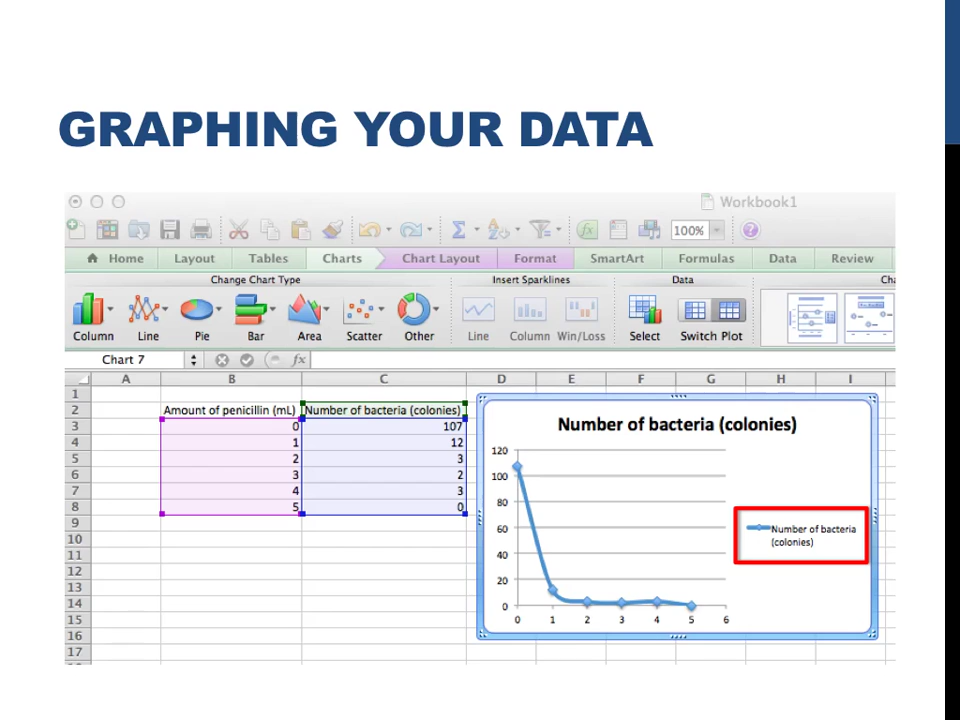 GRAPHING YOUR DATA
Workbook1
100%
Home Layout Tables Charts Chart Layout Format SmartArt Formulas Data Review
Change Chart Type Insert Sparklines Data Cha
Column Line Pie Bar Area Scatter Other Line Column Win/Loss Select Switch Plot
Chart 7 fx
A B C D E F G H I
1
2 Amount of penicillin (mL) Number of bacteria (colonies)
3 0 107
4 1 12
5 2 3
6 3 2
7 4 3
8 5 0
9
10
11
12
13
14
15
16
17
Number of bacteria (colonies)
120
100
80
60
40
20
0
0 1 2 3 4 5 6
Number of bacteria
(colonies)